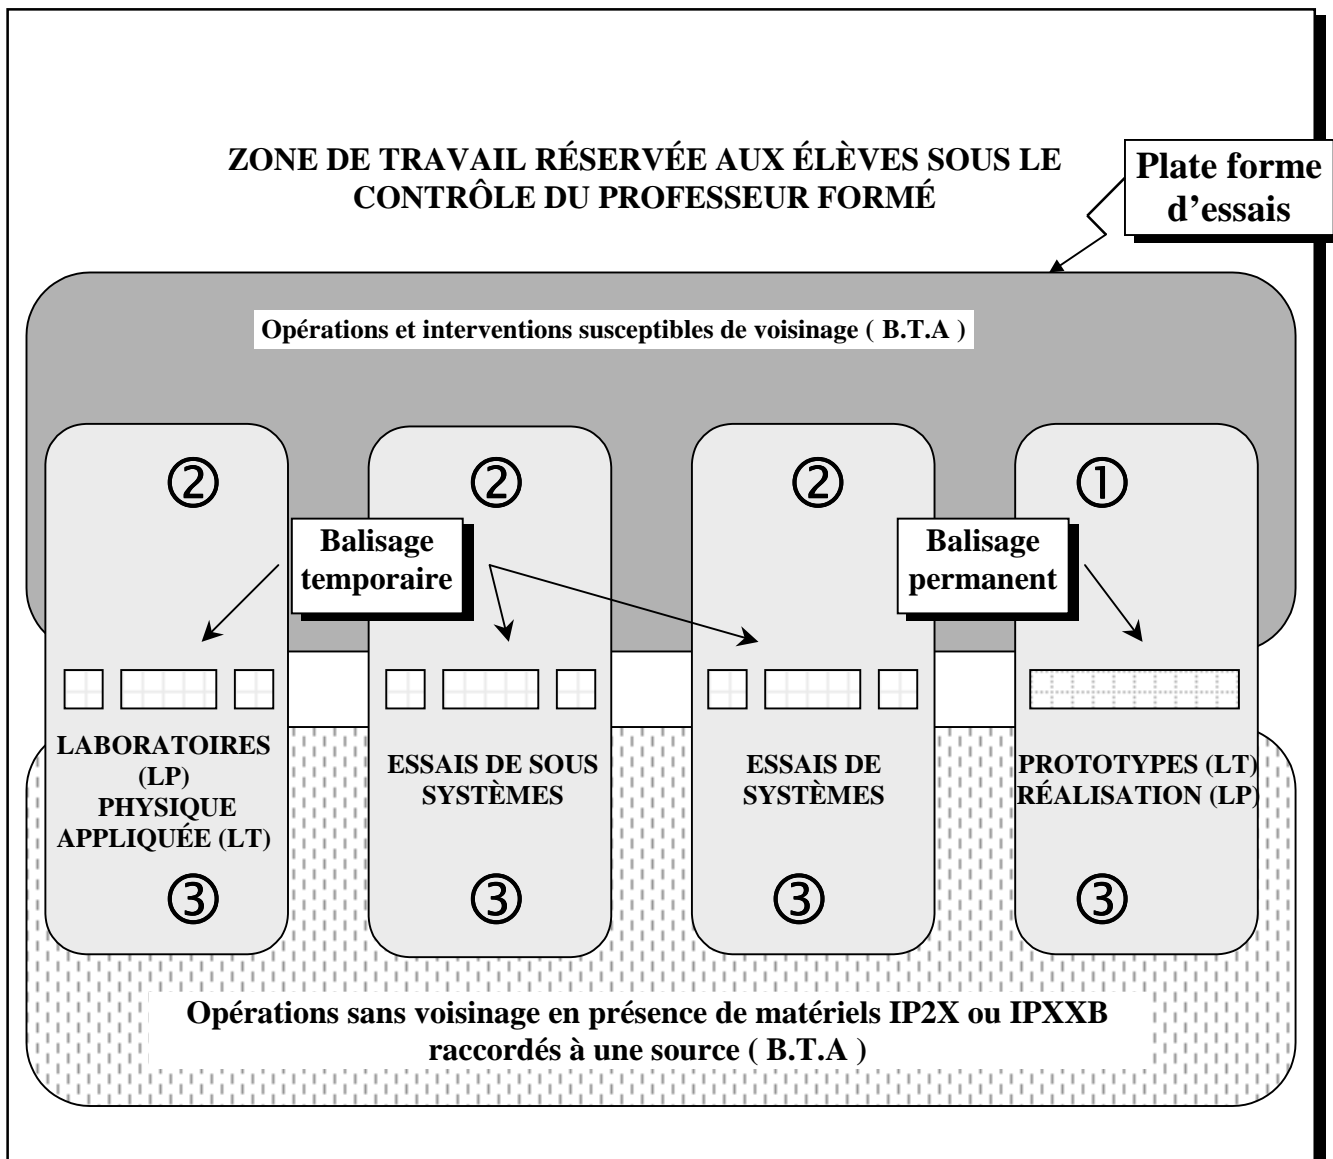 ZONE DE TRAVAIL RÉSERVÉE AUX ÉLÈVES SOUS LE
CONTRÔLE DU PROFESSEUR FORMÉ
Plate forme
d’essais
Opérations et interventions susceptibles de voisinage ( B.T.A )
②
②
②
①
Balisage
temporaire
Balisage
permanent
LABORATOIRES
(LP)
PHYSIQUE
APPLIQUÉE (LT)
ESSAIS DE SOUS
SYSTÈMES
ESSAIS DE
SYSTÈMES
PROTOTYPES (LT)
RÉALISATION (LP)
③
③
③
③
Opérations sans voisinage en présence de matériels IP2X ou IPXXB
raccordés à une source ( B.T.A )